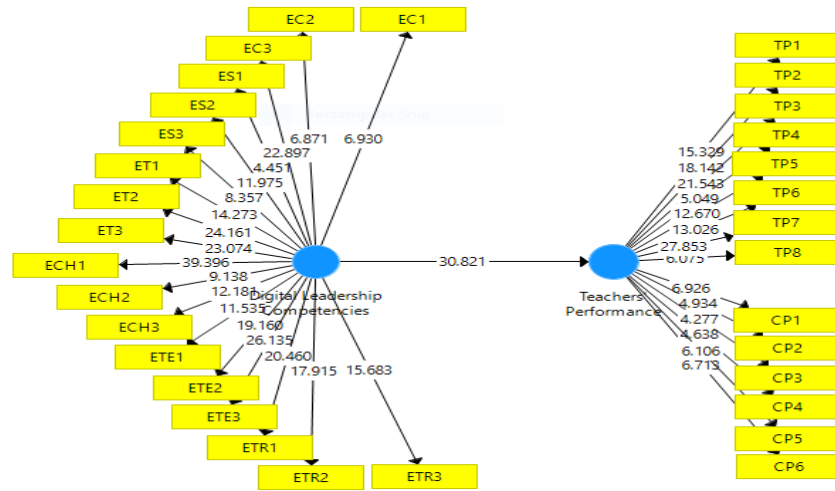 EC2
EC1
EC3
ES1
ES2
ES3
ET1
ET2
ET3
ECH1
ECH2
ECH3
ETE1
ETE2
ETE3
ETR1
ETR2
ETR3
6.871
6.930
22.897
4.451
11.975
8.357
14.273
24.161
23.074
39.396
9.138
12.181
11.535
19.160
26.135
20.460
17.915
15.683
Digital Leadership
Competencies
30.821
Teachers
Performance
15.329
18.142
21.543
5.049
12.670
13.026
27.853
6.075
6.926
4.934
4.277
4.638
6.106
6.713
TP1
TP2
TP3
TP4
TP5
TP6
TP7
TP8
CP1
CP2
CP3
CP4
CP5
CP6